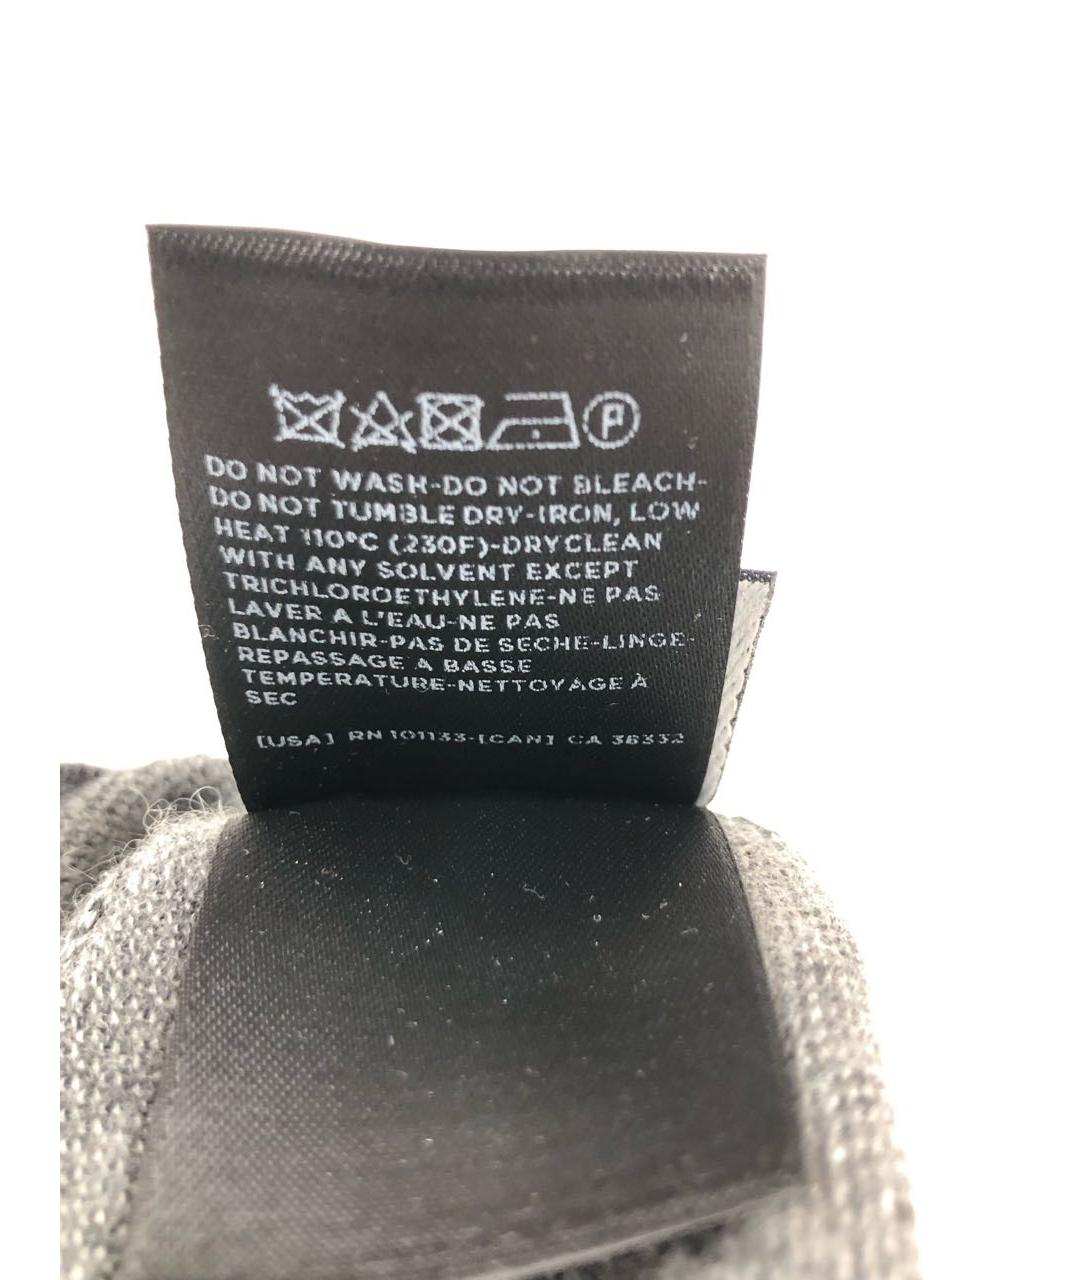 P
DO NOT WASH-DO NOT BLEACH-
DO NOT TUMBLE DRY-IRON, LOW
HEAT 110°C (230F)-DRYCLEAN
WITH ANY SOLVENT EXCEPT
TRICHLOROETHYLENE-NE PAS
LAVER A L'EAU-NE PAS
BLANCHIR-PAS DE SECHE-LINGE-
REPASSAGE A BASSE
TEMPERATURE-NETTOYAGE À
SEC
[USA] RN 101133-[CAN] CA 36332